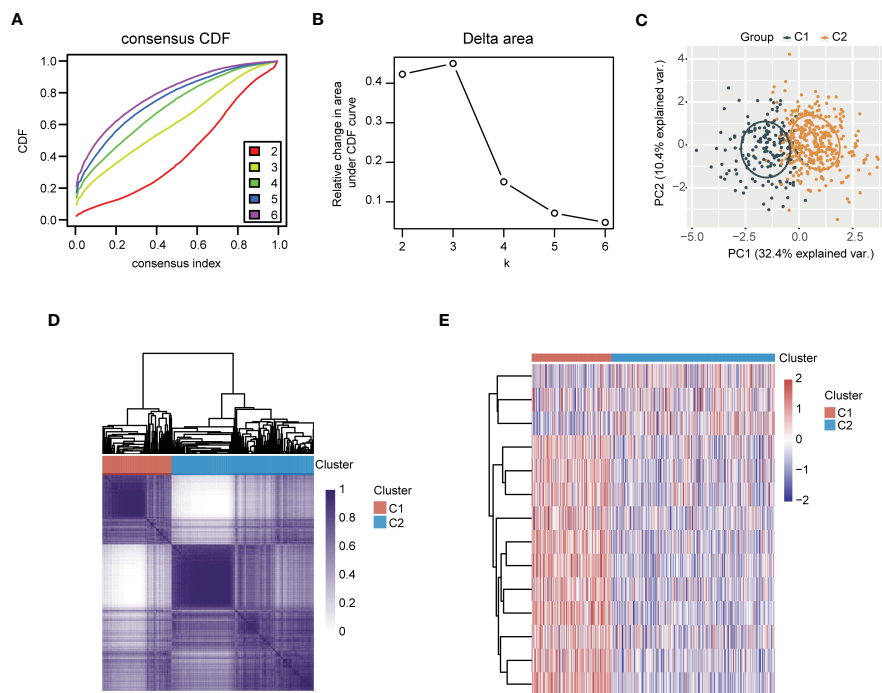 A
consensus CDF
CDF
1.0
0.8
0.6
0.4
0.2
0.0
2
3
4
5
6
0.0 0.2 0.4 0.6 0.8 1.0
consensus index
B
Delta area
Relative change in area
under CDF curve
0.4
0.3
0.2
0.1
2 3 4 5 6
k
C
Group C1 C2
PC2 (10.4% explained var.)
4
2
0
−2
−5.0 −2.5 0.0 2.5
PC1 (32.4% explained var.)
D
Cluster
1
0.8
0.6
0.4
0.2
0
Cluster
C1
C2
E
Cluster
2
1
0
−1
−2
Cluster
C1
C2